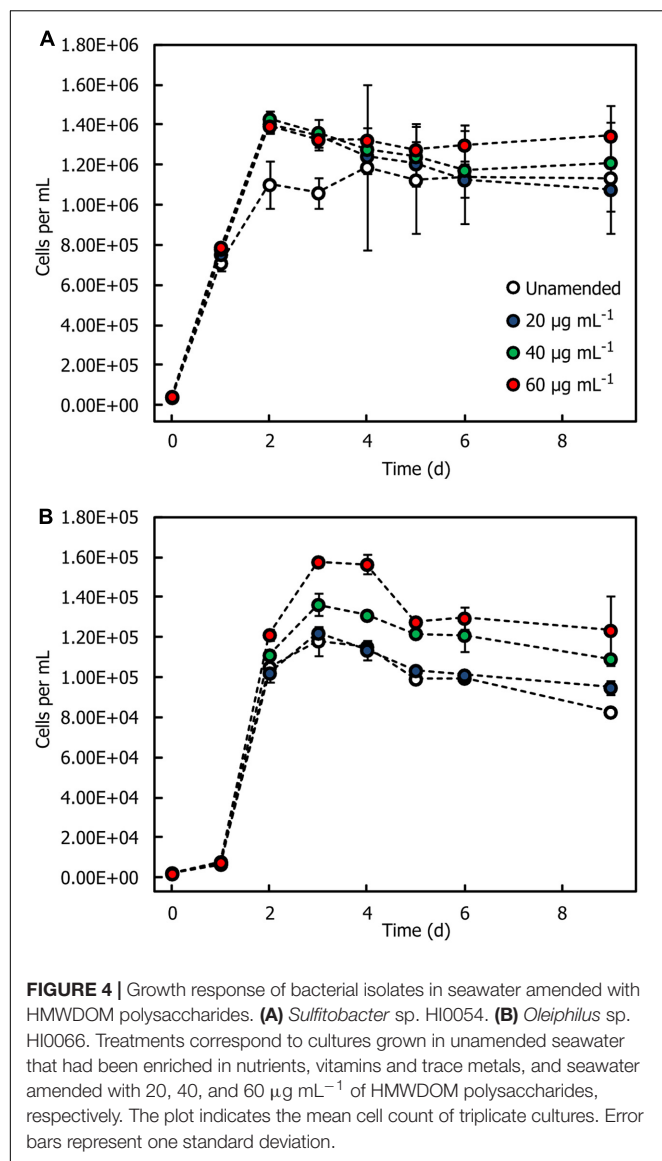 A
1.80E+06
1.60E+06
1.40E+06
1.20E+06
1.00E+06
8.00E+05
6.00E+05
4.00E+05
2.00E+05
0.00E+00
Cells per mL
Unamended
20 µg mL⁻¹
40 µg mL⁻¹
60 µg mL⁻¹
0 2 4 6 8
Time (d)
B
1.80E+05
1.60E+05
1.40E+05
1.20E+05
1.00E+05
8.00E+04
6.00E+04
4.00E+04
2.00E+04
0.00E+00
Cells per mL
0 2 4 6 8
Time (d)
FIGURE 4 | Growth response of bacterial isolates in seawater amended with
HMWDOM polysaccharides. (A) Sulfitobacter sp. HI0054. (B) Oleiphilus sp.
HI0066. Treatments correspond to cultures grown in unamended seawater
that had been enriched in nutrients, vitamins and trace metals, and seawater
amended with 20, 40, and 60 µg mL⁻¹ of HMWDOM polysaccharides,
respectively. The plot indicates the mean cell count of triplicate cultures. Error
bars represent one standard deviation.